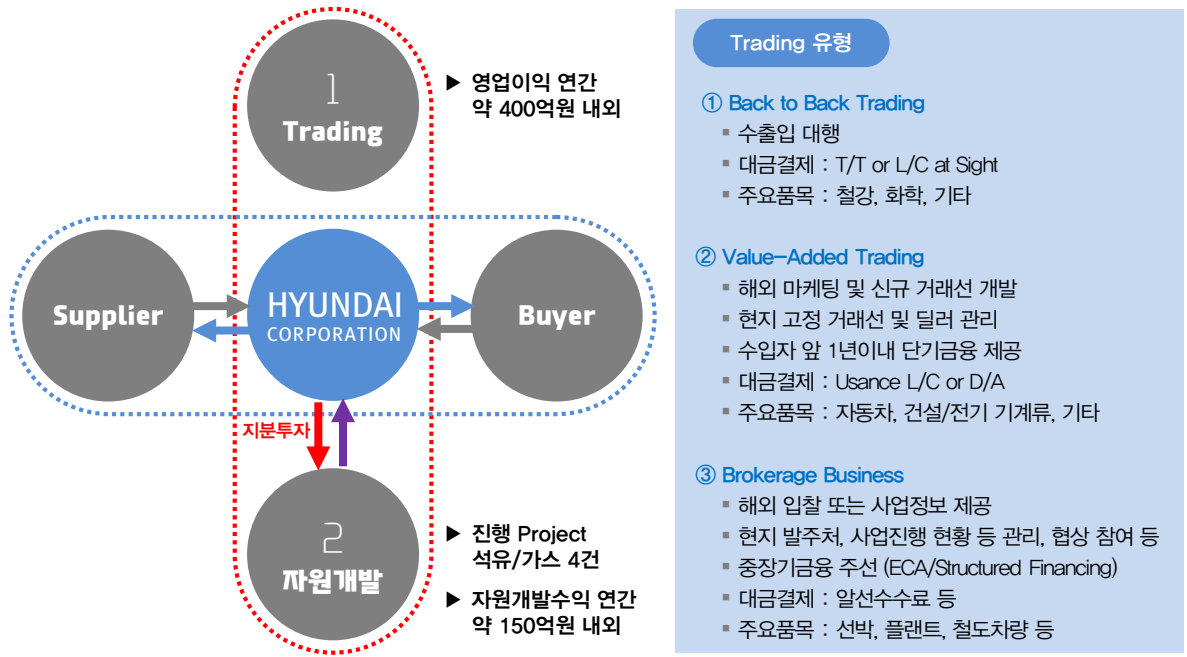 1
Trading
▶ 영업이익 연간
약 400억원 내외
Supplier
HYUNDAI
CORPORATION
Buyer
지분투자
2
자원개발
▶ 진행 Project
석유/가스 4건
▶ 자원개발수익 연간
약 150억원 내외
Trading 유형
① Back to Back Trading
▪ 수출입 대행
▪ 대금결제 : T/T or L/C at Sight
▪ 주요품목 : 철강, 화학, 기타
② Value-Added Trading
▪ 해외 마케팅 및 신규 거래선 개발
▪ 현지 고정 거래선 및 딜러 관리
▪ 수입자 앞 1년이내 단기금융 제공
▪ 대금결제 : Usance L/C or D/A
▪ 주요품목 : 자동차, 건설/전기 기계류, 기타
③ Brokerage Business
▪ 해외 입찰 또는 사업정보 제공
▪ 현지 발주처, 사업진행 현황 등 관리, 협상 참여 등
▪ 중장기금융 주선 (ECA/Structured Financing)
▪ 대금결제 : 알선수수료 등
▪ 주요품목 : 선박, 플랜트, 철도차량 등